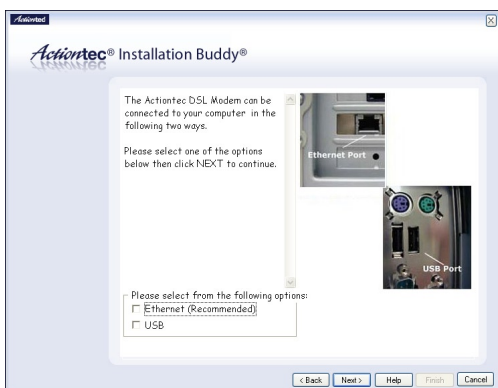 Actiontec
Actiontec® Installation Buddy®
The Actiontec DSL Modem can be
connected to your computer in the
following two ways.
Please select one of the options
below then click NEXT to continue.
Ethernet Port
USB Port
Please select from the following options:
Ethernet (Recommended)
USB
< Back
Next >
Help
Finish
Cancel